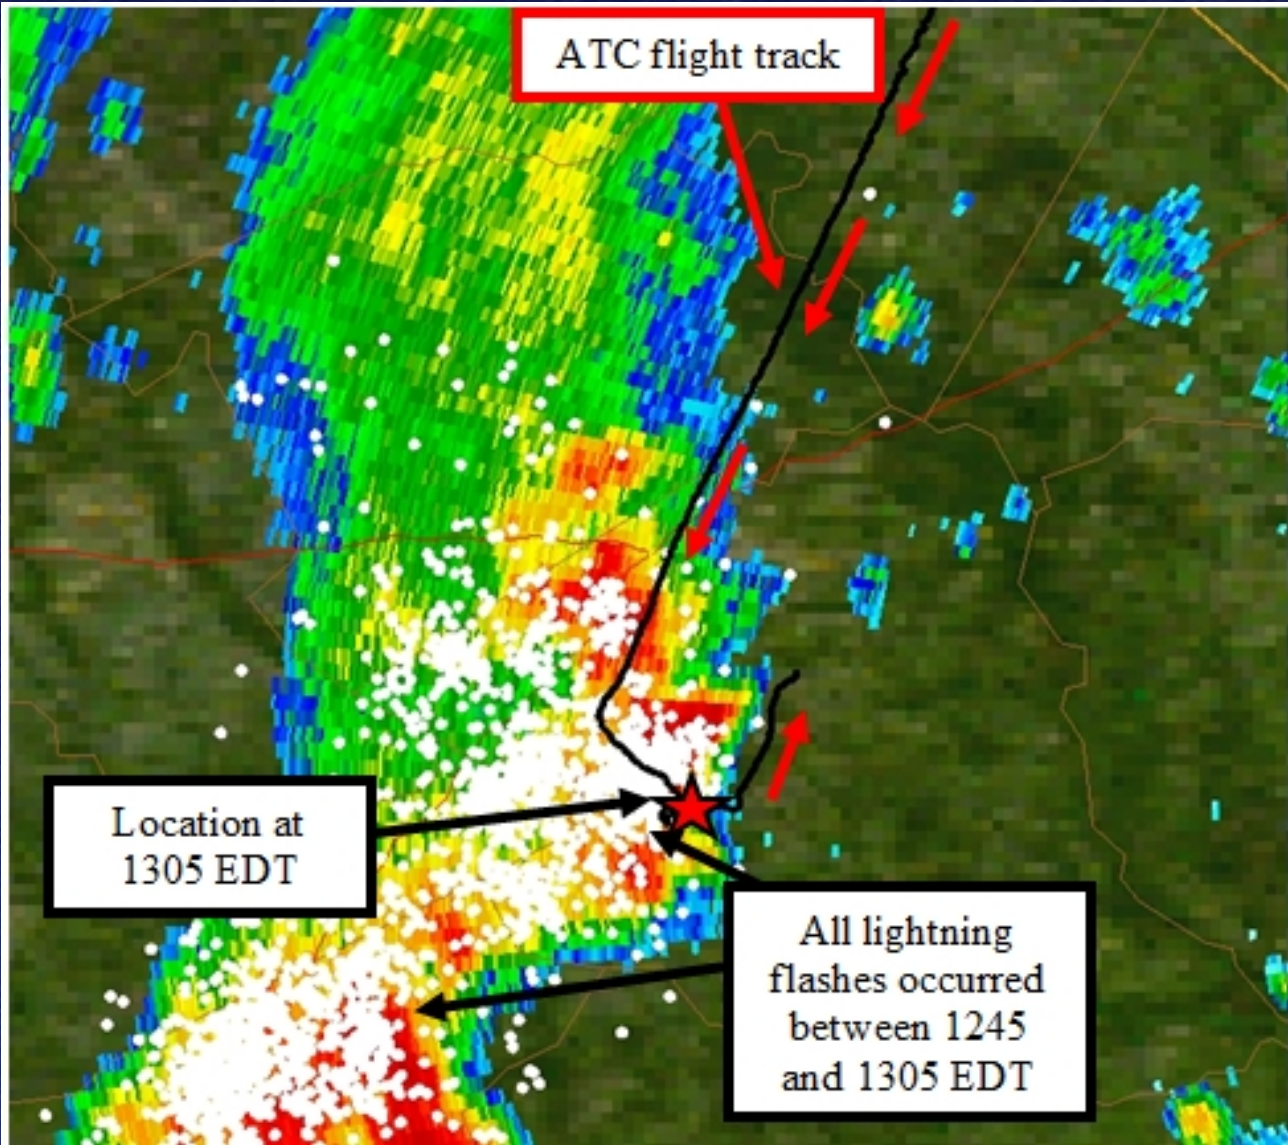 ATC flight track
Location at
1305 EDT
All lightning
flashes occurred
between 1245
and 1305 EDT